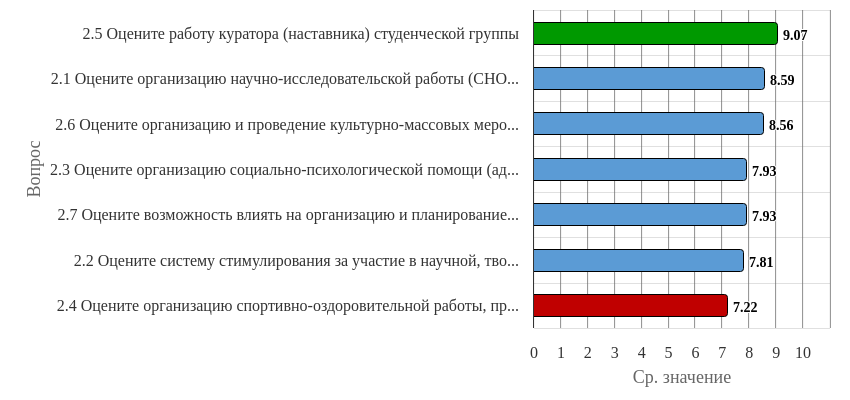 2.5 Оцените работу куратора (наставника) студенческой группы 9.07
2.1 Оцените организацию научно-исследовательской работы (СНО... 8.59
2.6 Оцените организацию и проведение культурно-массовых меро... 8.56
2.3 Оцените организацию социально-психологической помощи (ад... 7.93
2.7 Оцените возможность влиять на организацию и планирование... 7.93
2.2 Оцените систему стимулирования за участие в научной, тво... 7.81
2.4 Оцените организацию спортивно-оздоровительной работы, пр... 7.22
Вопрос
0 1 2 3 4 5 6 7 8 9 10
Ср. значение